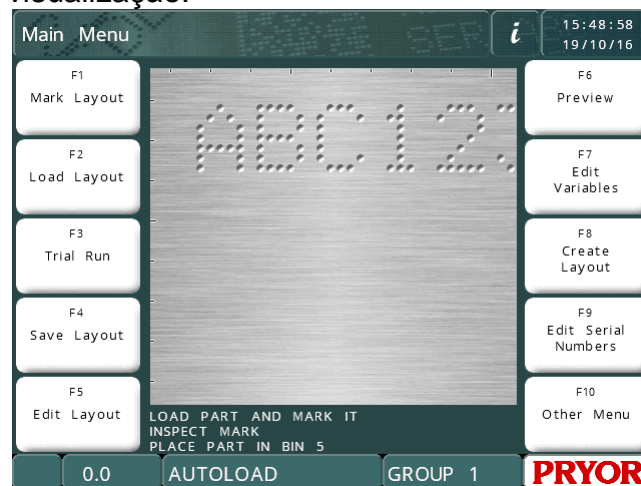 visualização.
Main Menu
i
15:48:58
19/10/16
F1
Mark Layout
F2
Load Layout
F3
Trial Run
F4
Save Layout
F5
Edit Layout
ABC12
F6
Preview
F7
Edit
Variables
F8
Create
Layout
F9
Edit Serial
Numbers
F10
Other Menu
LOAD PART AND MARK IT
INSPECT MARK
PLACE PART IN BIN 5
0.0
AUTOLOAD
GROUP 1
PRYOR